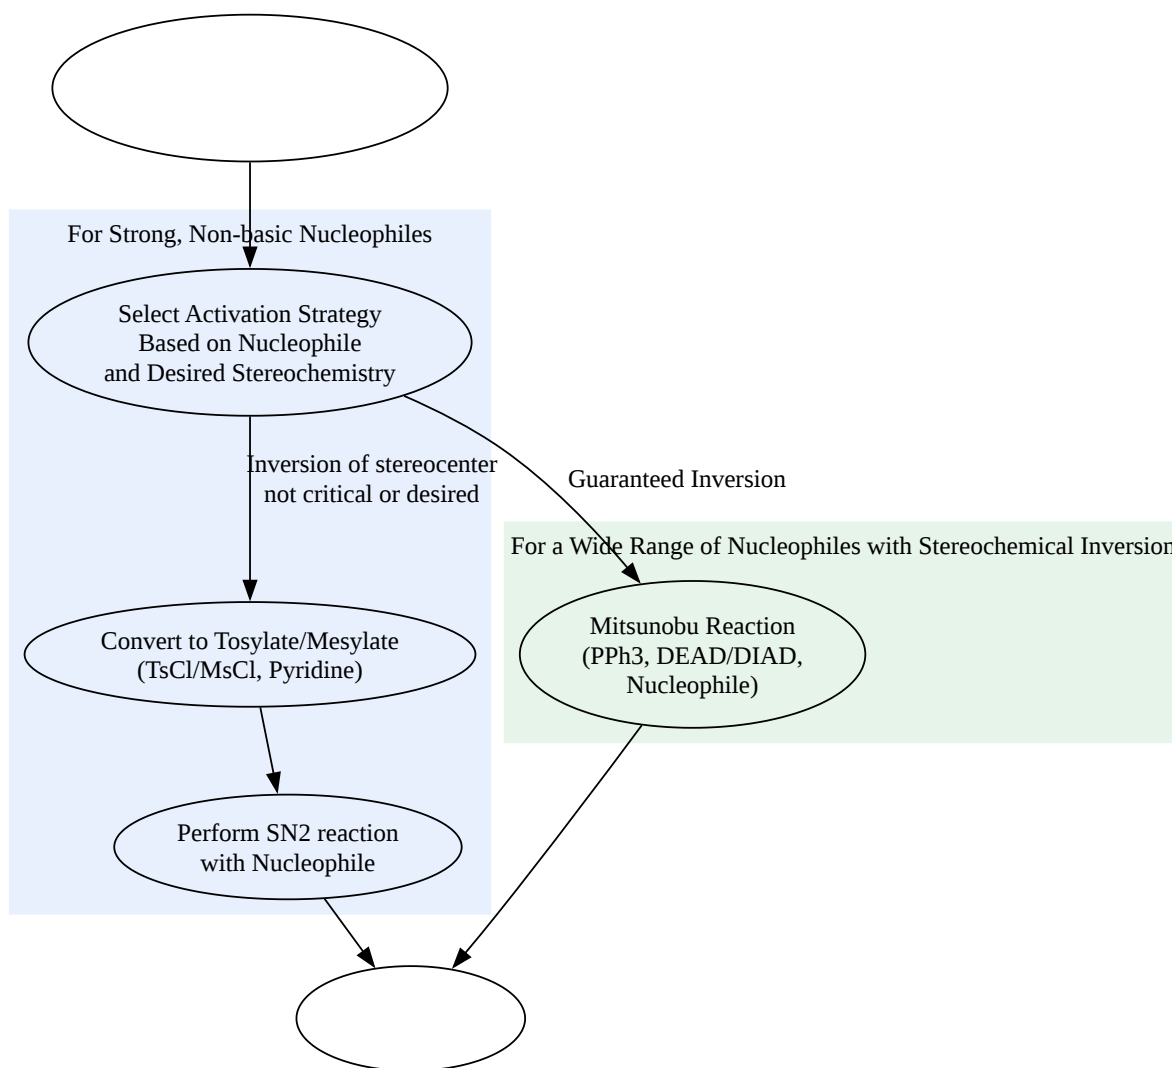 For Strong, Non-basic Nucleophiles
Select Activation Strategy
Based on Nucleophile
and Desired Stereochemistry
Inversion of stereocenter
not critical or desired
Guaranteed Inversion
For a Wide Range of Nucleophiles with Stereochemical Inversion
Convert to Tosylate/Mesylate
(TsCl/MsCl, Pyridine)
Mitsunobu Reaction
(PPh3, DEAD/DIAD,
Nucleophile)
Perform SN2 reaction
with Nucleophile